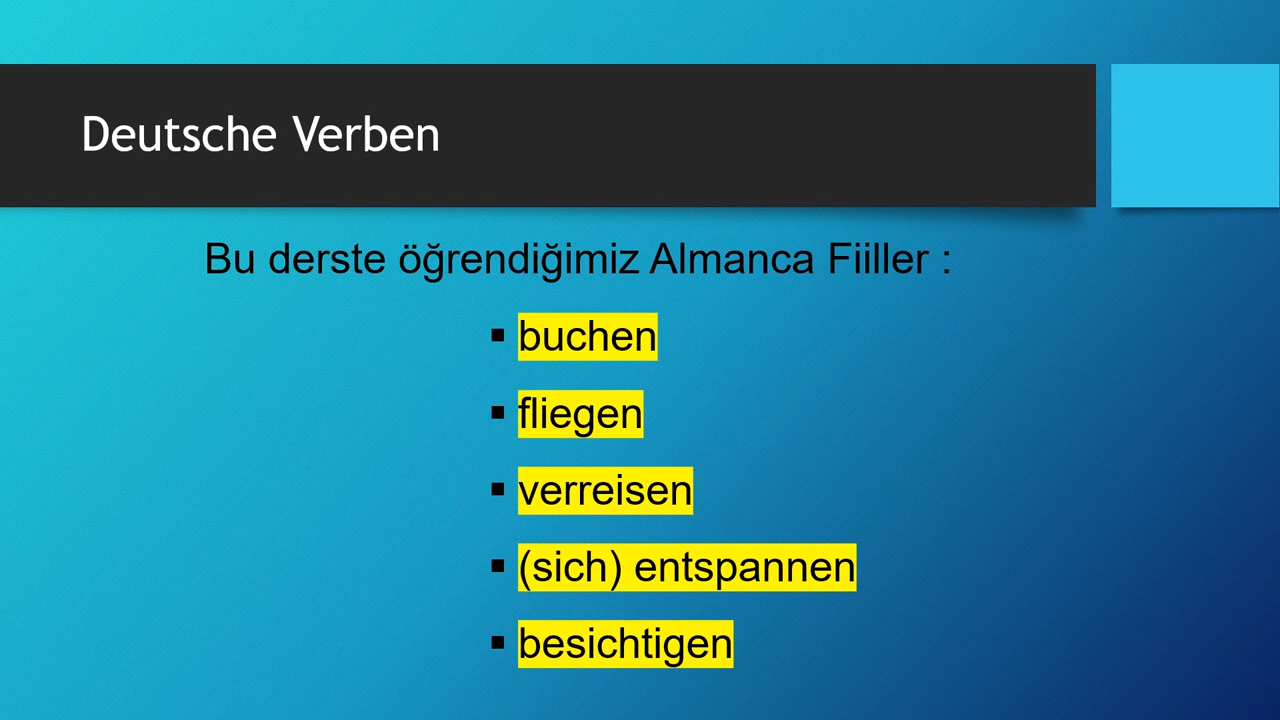 Deutsche Verben
Bu derste öğrendiğimiz Almanca Fiiller :
▪ buchen
▪ fliegen
▪ verreisen
▪ (sich) entspannen
▪ besichtigen